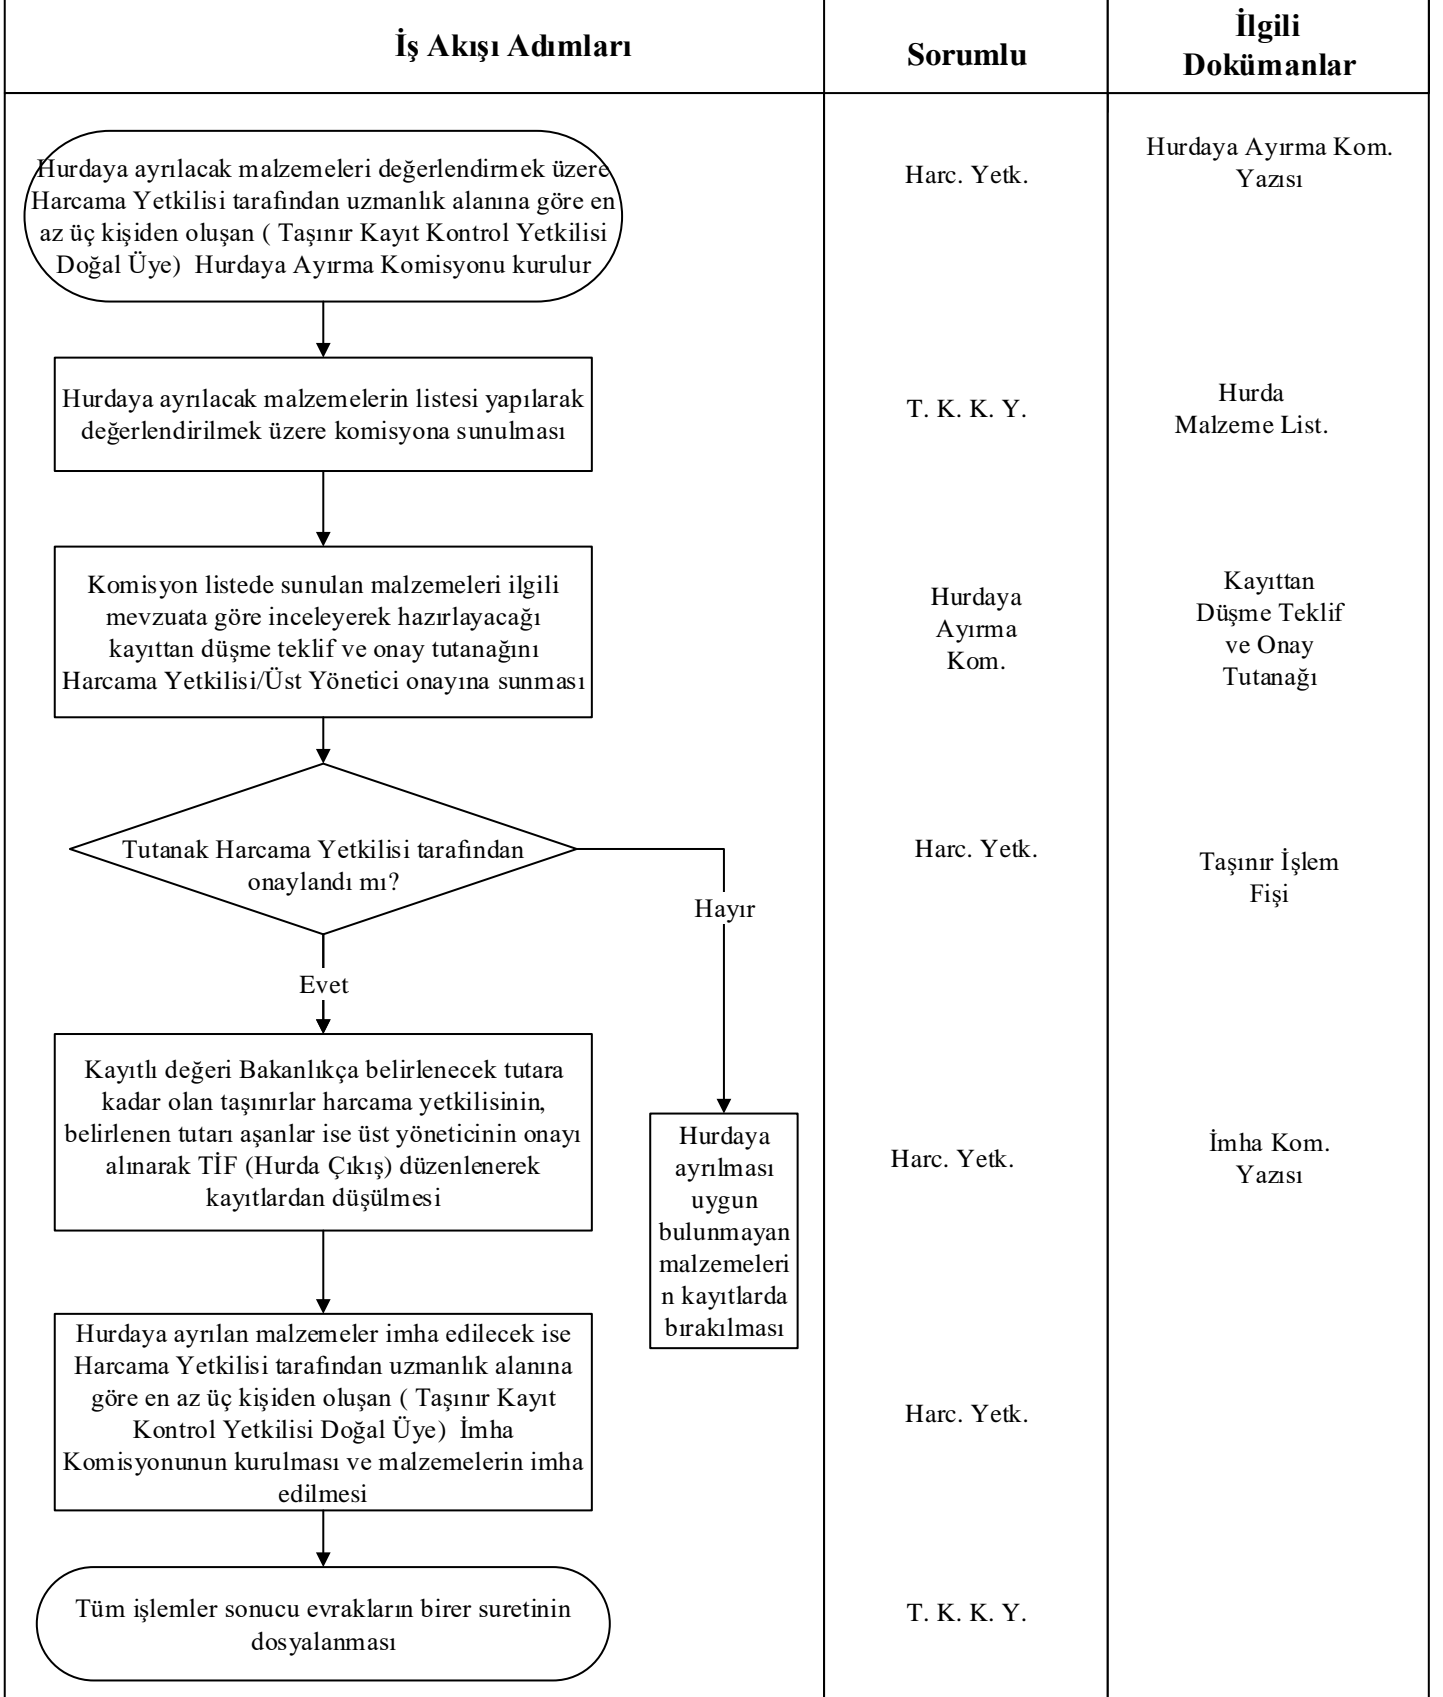 İş Akışı Adımları
Sorumlu
İlgili
Dokümanlar
Hurdaya ayrılacak malzemeleri değerlendirmek üzere
Harcama Yetkilisi tarafından uzmanlık alanına göre en
az üç kişiden oluşan ( Taşınır Kayıt Kontrol Yetkilisi
Doğal Üye)  Hurdaya Ayırma Komisyonu kurulur
Harc. Yetk.
Hurdaya Ayırma Kom.
Yazısı
Hurdaya ayrılacak malzemelerin listesi yapılarak
değerlendirilmek üzere komisyona sunulması
T. K. K. Y.
Hurda
Malzeme List.
Komisyon listede sunulan malzemeleri ilgili
mevzuata göre inceleyerek hazırlayacağı
kayıttan düşme teklif ve onay tutanağını
Harcama Yetkilisi/Üst Yönetici onayına sunması
Hurdaya
Ayırma
Kom.
Kayıttan
Düşme Teklif
ve Onay
Tutanağı
Tutanak Harcama Yetkilisi tarafından
onaylandı mı?
Harc. Yetk.
Taşınır İşlem
Fişi
Hayır
Evet
Kayıtlı değeri Bakanlıkça belirlenecek tutara
kadar olan taşınırlar harcama yetkilisinin,
belirlenen tutarı aşanlar ise üst yöneticinin onayı
alınarak TİF (Hurda Çıkış) düzenlenerek
kayıtlardan düşülmesi
Hurdaya
ayrılması
uygun
bulunmayan
malzemeleri
n kayıtlarda
bırakılması
Harc. Yetk.
İmha Kom.
Yazısı
Hurdaya ayrılan malzemeler imha edilecek ise
Harcama Yetkilisi tarafından uzmanlık alanına
göre en az üç kişiden oluşan ( Taşınır Kayıt
Kontrol Yetkilisi Doğal Üye)  İmha
Komisyonunun kurulması ve malzemelerin imha
edilmesi
Harc. Yetk.
Tüm işlemler sonucu evrakların birer suretinin
dosyalanması
T. K. K. Y.